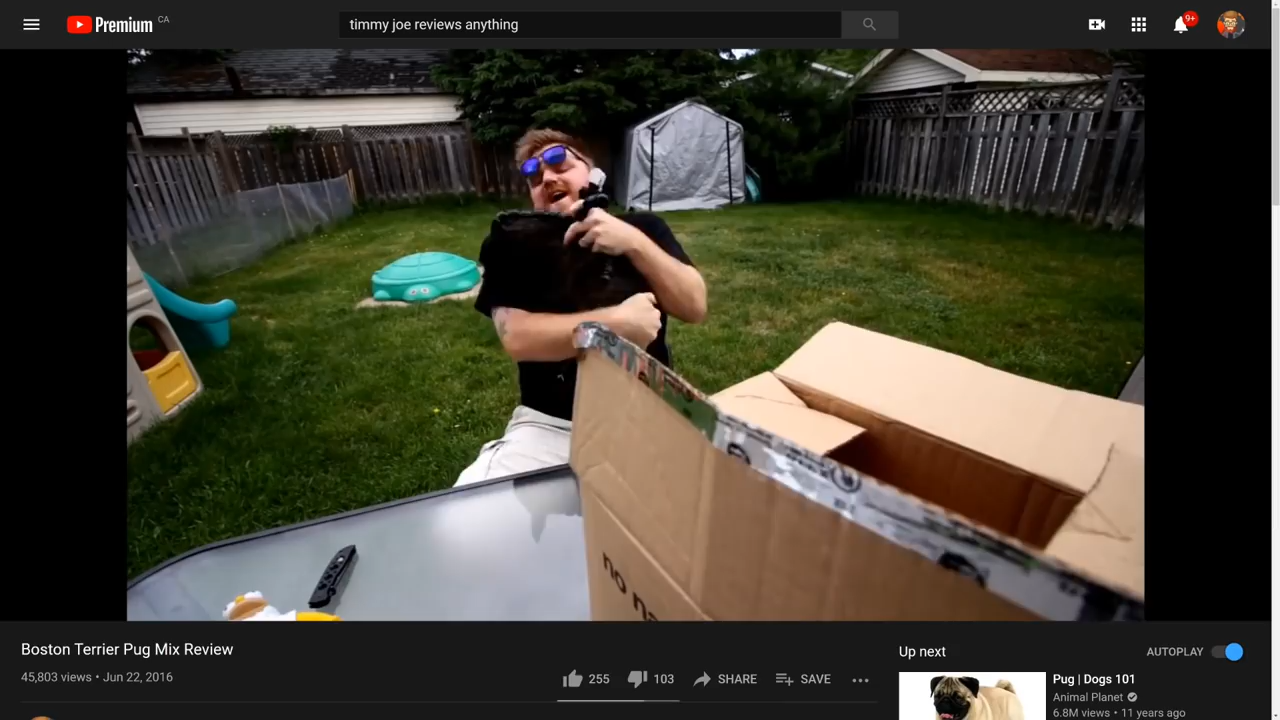 Premium CA
timmy joe reviews anything
9+
no na
Boston Terrier Pug Mix Review
45,803 views • Jun 22, 2016
255
103
SHARE
SAVE
Up next
AUTOPLAY
Pug | Dogs 101
Animal Planet
6.8M views • 11 years ago